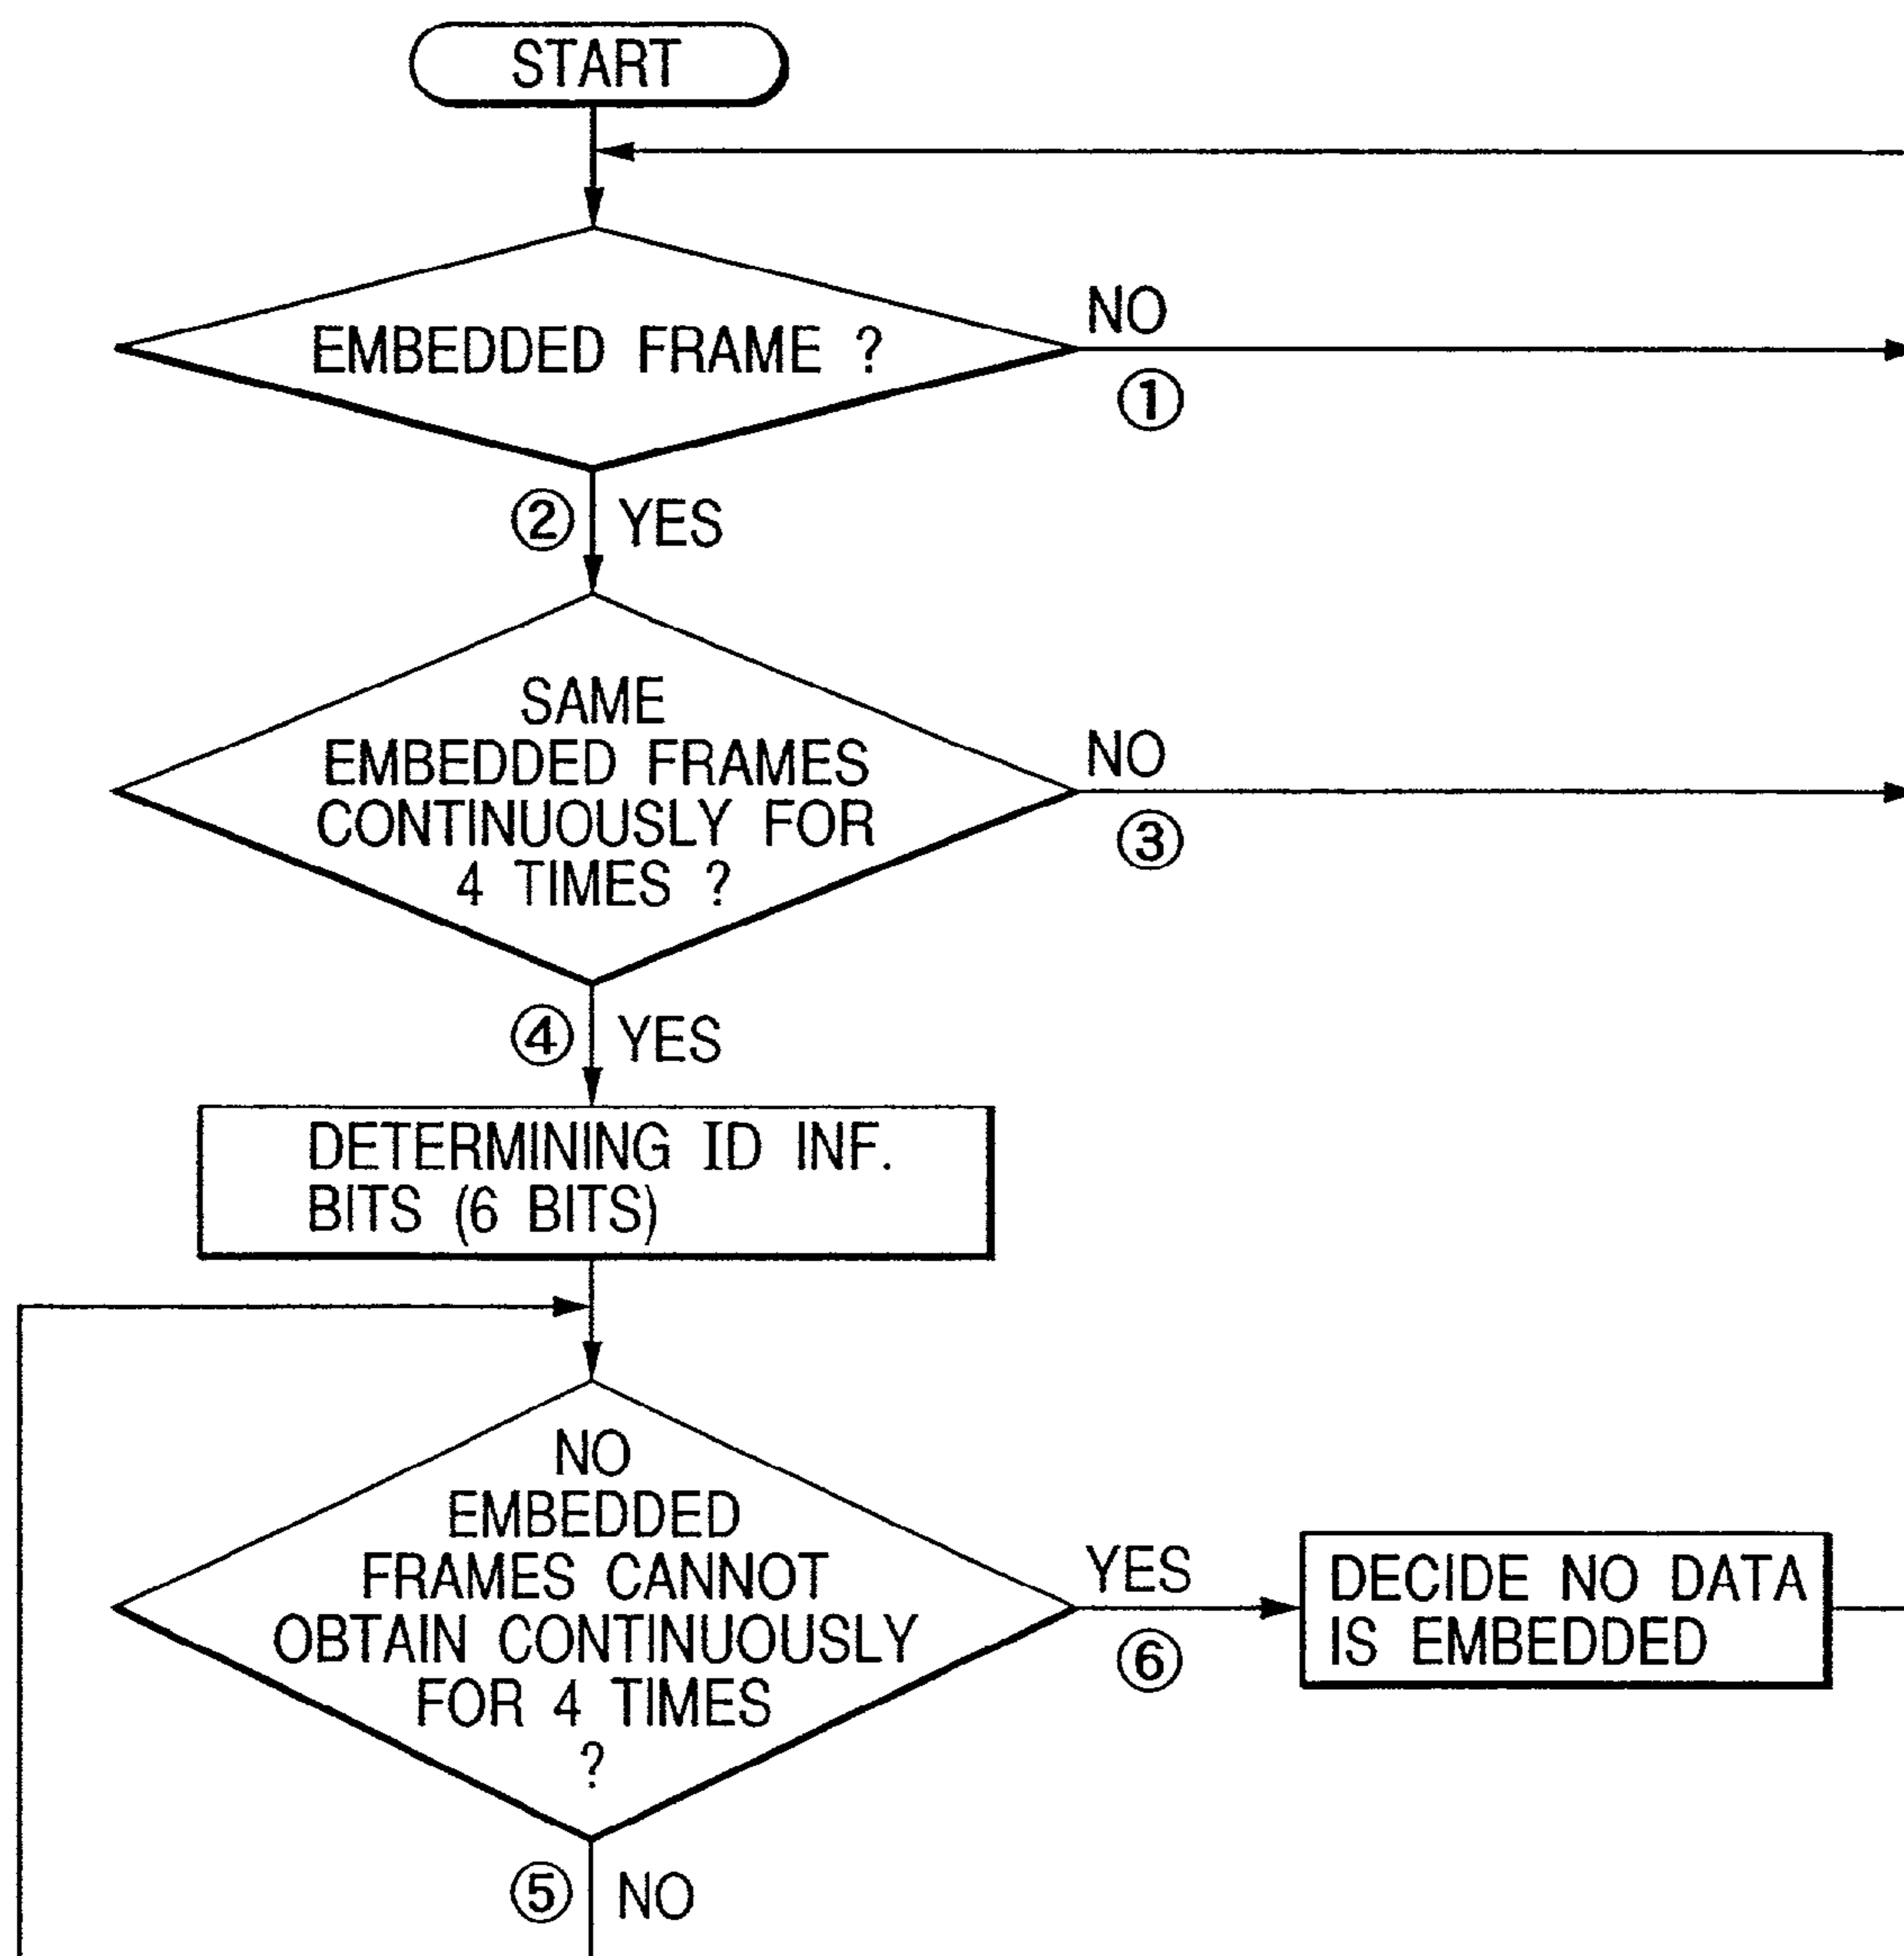 START
EMBEDDED FRAME ?
NO
①
② YES
SAME
EMBEDDED FRAMES
CONTINUOUSLY FOR
4 TIMES ?
NO
③
④ YES
DETERMINING ID INF.
BITS (6 BITS)
NO
EMBEDDED
FRAMES CANNOT
OBTAIN CONTINUOUSLY
FOR 4 TIMES
?
YES
⑥
DECIDE NO DATA
IS EMBEDDED
⑤ NO